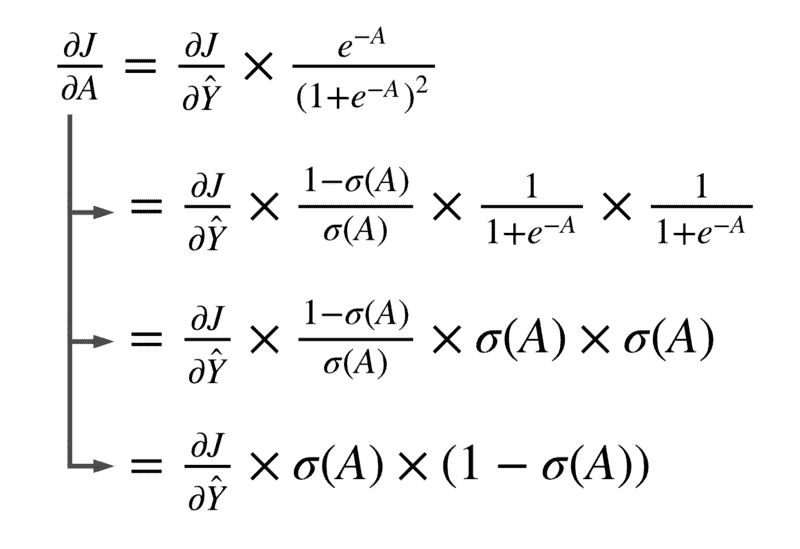 ∂J/∂A = ∂J/∂Ŷ × e^{−A}/(1+e^{−A})^2
= ∂J/∂Ŷ × (1−σ(A))/σ(A) × 1/(1+e^{−A}) × 1/(1+e^{−A})
= ∂J/∂Ŷ × (1−σ(A))/σ(A) × σ(A) × σ(A)
= ∂J/∂Ŷ × σ(A) × (1 − σ(A))